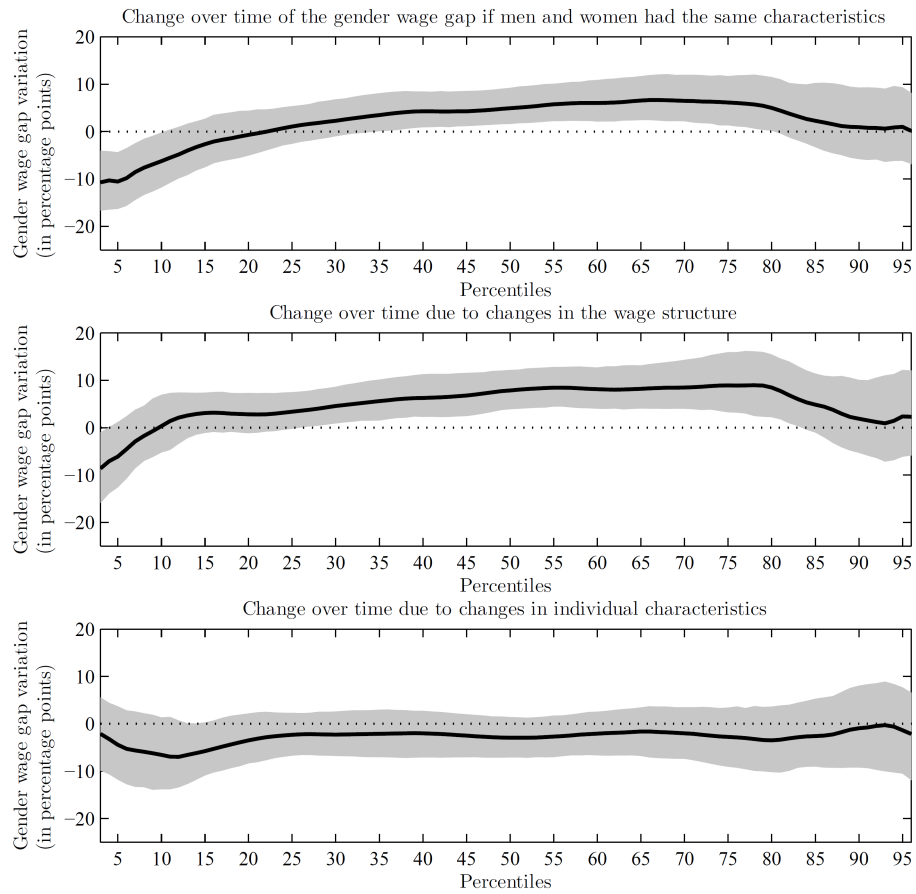 Change over time of the gender wage gap if men and women had the same characteristics
Gender wage gap variation
(in percentage points)
20
10
0
−10
−20
5 10 15 20 25 30 35 40 45 50 55 60 65 70 75 80 85 90 95
Percentiles
Change over time due to changes in the wage structure
Gender wage gap variation
(in percentage points)
20
10
0
−10
−20
5 10 15 20 25 30 35 40 45 50 55 60 65 70 75 80 85 90 95
Percentiles
Change over time due to changes in individual characteristics
Gender wage gap variation
(in percentage points)
20
10
0
−10
−20
5 10 15 20 25 30 35 40 45 50 55 60 65 70 75 80 85 90 95
Percentiles